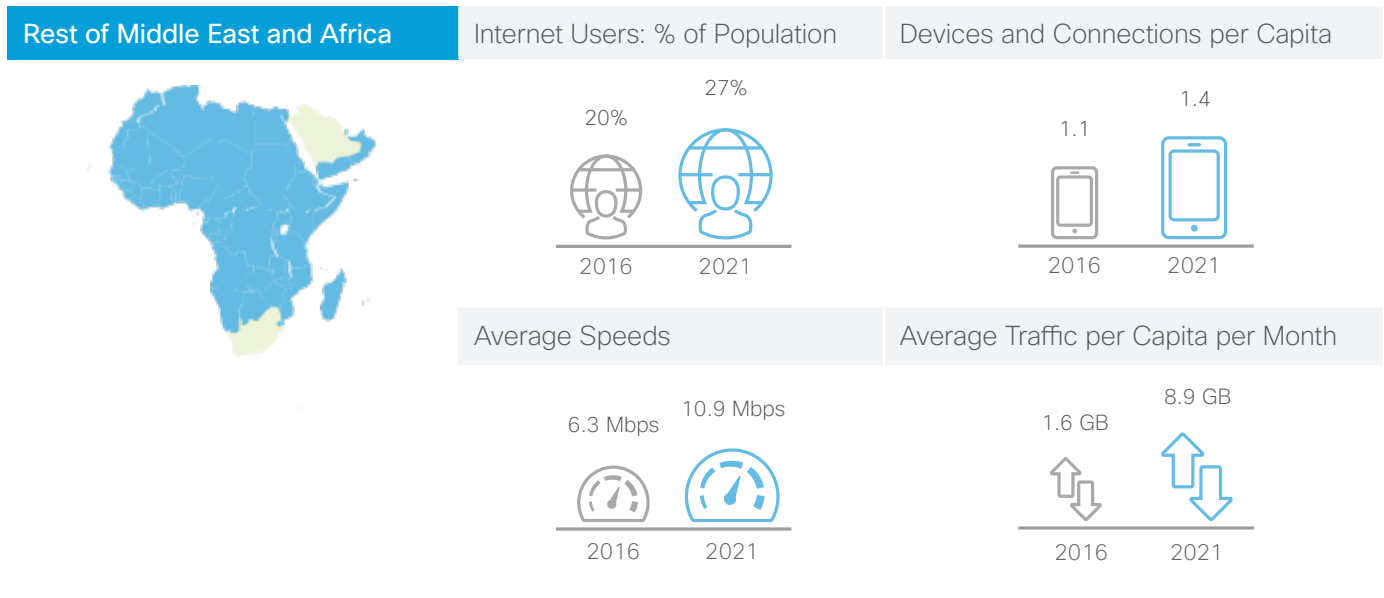 Rest of Middle East and Africa
Internet Users: % of Population
20%
27%
2016
2021
Devices and Connections per Capita
1.1
1.4
2016
2021
Average Speeds
6.3 Mbps
10.9 Mbps
2016
2021
Average Traffic per Capita per Month
1.6 GB
8.9 GB
2016
2021